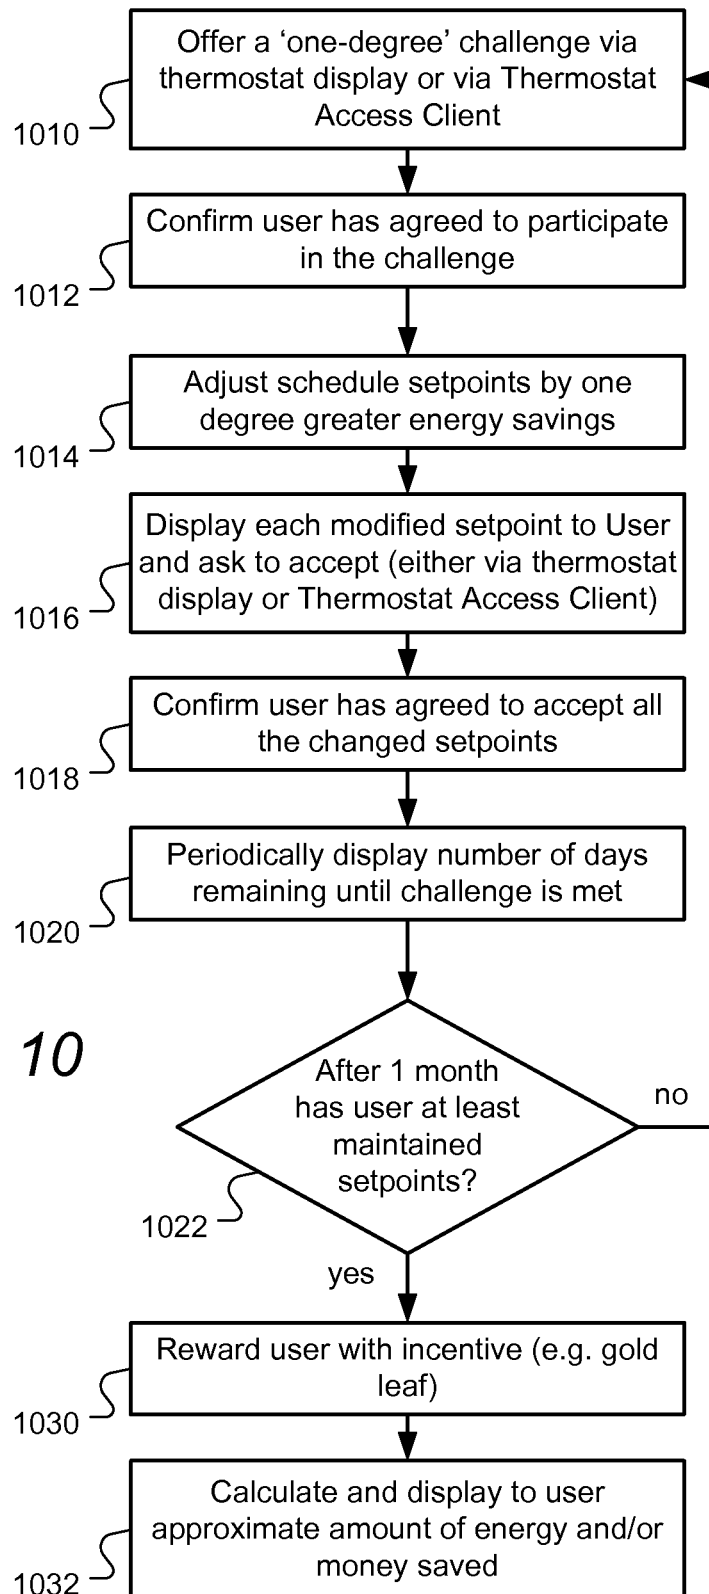 Offer a ‘one-degree’ challenge via
thermostat display or via Thermostat
Access Client
1010
Confirm user has agreed to participate
in the challenge
1012
Adjust schedule setpoints by one
degree greater energy savings
1014
Display each modified setpoint to User
and ask to accept (either via thermostat
display or Thermostat Access Client)
1016
Confirm user has agreed to accept all
the changed setpoints
1018
Periodically display number of days
remaining until challenge is met
1020
10
After 1 month
has user at least
maintained
setpoints?
no
1022
yes
Reward user with incentive (e.g. gold
leaf)
1030
Calculate and display to user
approximate amount of energy and/or
money saved
1032